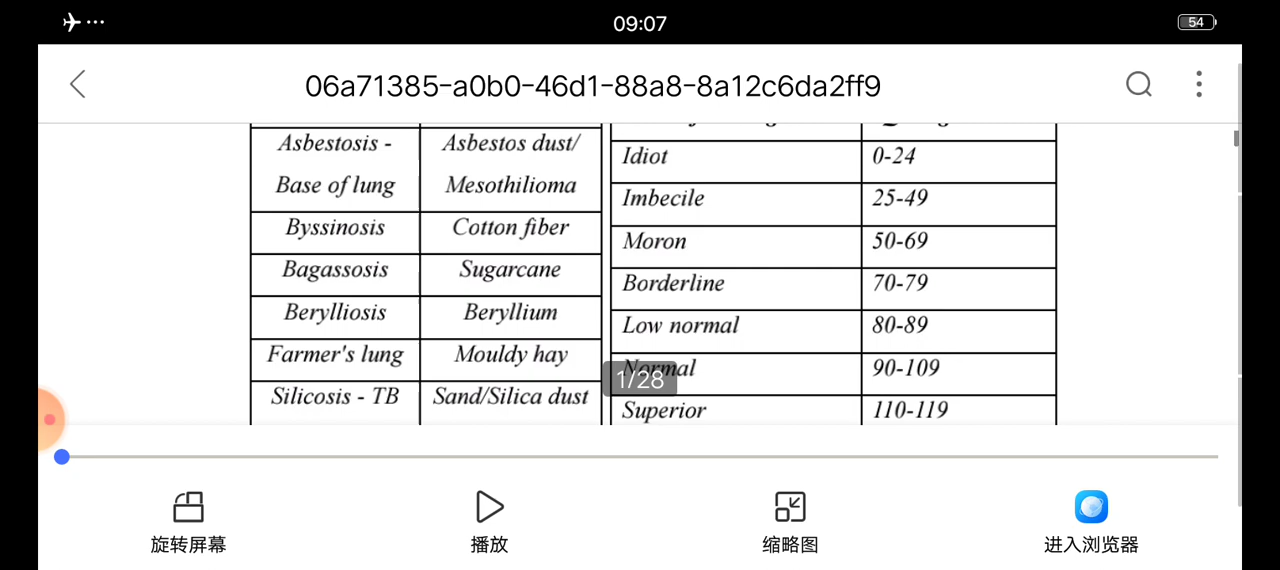 09:07
54
06a71385-a0b0-46d1-88a8-8a12c6da2ff9
Asbestosis -
Base of lung
Asbestos dust/
Mesothilioma
Byssinosis
Cotton fiber
Bagassosis
Sugarcane
Berylliosis
Beryllium
Farmer's lung
Mouldy hay
Silicosis - TB
Sand/Silica dust
Idiot
0-24
Imbecile
25-49
Moron
50-69
Borderline
70-79
Low normal
80-89
Normal
90-109
Superior
110-119
1/28
旋转屏幕
播放
缩略图
进入浏览器